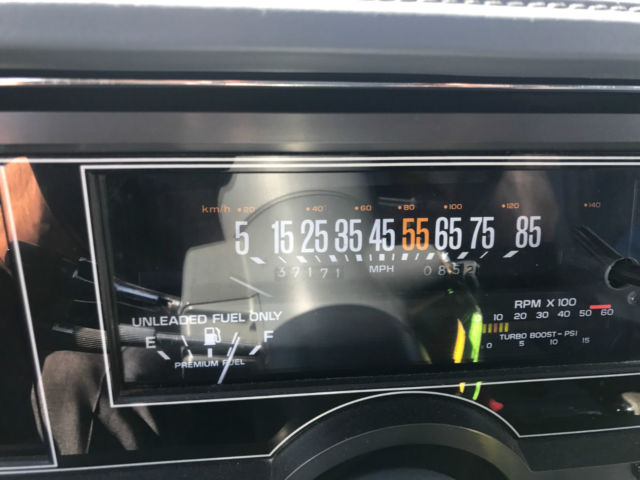 km/h 20 40 60 80 100 120 140
5 15 25 35 45 55 65 75 85
37171 MPH 0852
RPM X 100
10 20 30 40 50 60
UNLEADED FUEL ONLY
TURBO BOOST-PSI
E F
0 5 10 15
PREMIUM FUEL